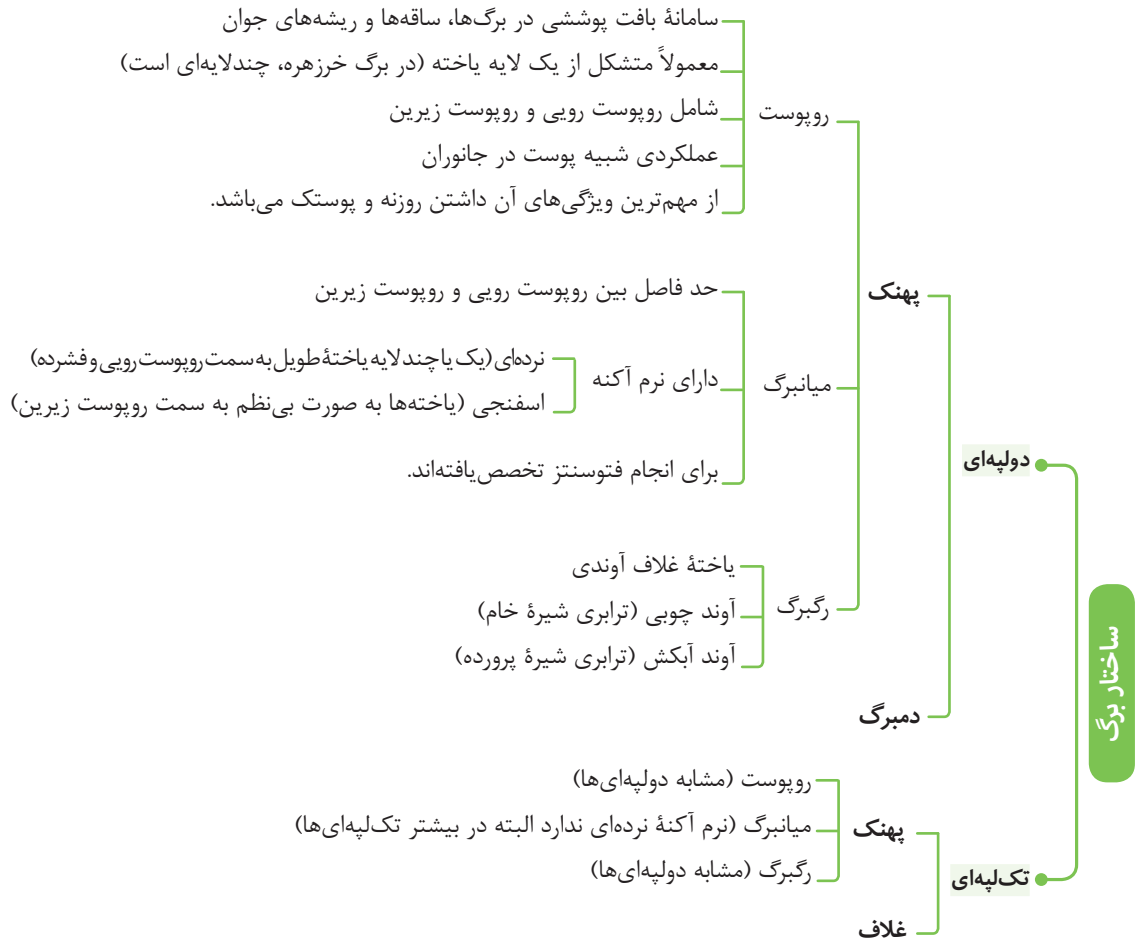 سامانهٔ بافت پوششی در برگ‌ها، ساقه‌ها و ریشه‌های جوان
معمولاً متشکل از یک لایه یاخته (در برگ خرزهره، چندلایه‌ای است)
روپوست
شامل روپوست رویی و روپوست زیرین
عملکردی شبیه پوست در جانوران
از مهم‌ترین ویژگی‌های آن داشتن روزنه و پوستک می‌باشد.
پهنک
حد فاصل بین روپوست رویی و روپوست زیرین
میانبرگ
دارای نرم آکنه
نرده‌ای (یک یا چند لایه یاختهٔ طویل به سمت روپوست رویی و فشرده)
اسفنجی (یاخته‌ها به صورت بی‌نظم به سمت روپوست زیرین)
دولپه‌ای
برای انجام فتوسنتز تخصص‌یافته‌اند.
یاختهٔ غلاف آوندی
رگبرگ
آوند چوبی (ترابری شیرهٔ خام)
آوند آبکش (ترابری شیرهٔ پرورده)
ساختار برگ
دمبرگ
روپوست (مشابه دولپه‌ای‌ها)
پهنک
میانبرگ (نرم آکنهٔ نرده‌ای ندارد البته در بیشتر تک‌لپه‌ای‌ها)
رگبرگ (مشابه دولپه‌ای‌ها)
تک‌لپه‌ای
غلاف